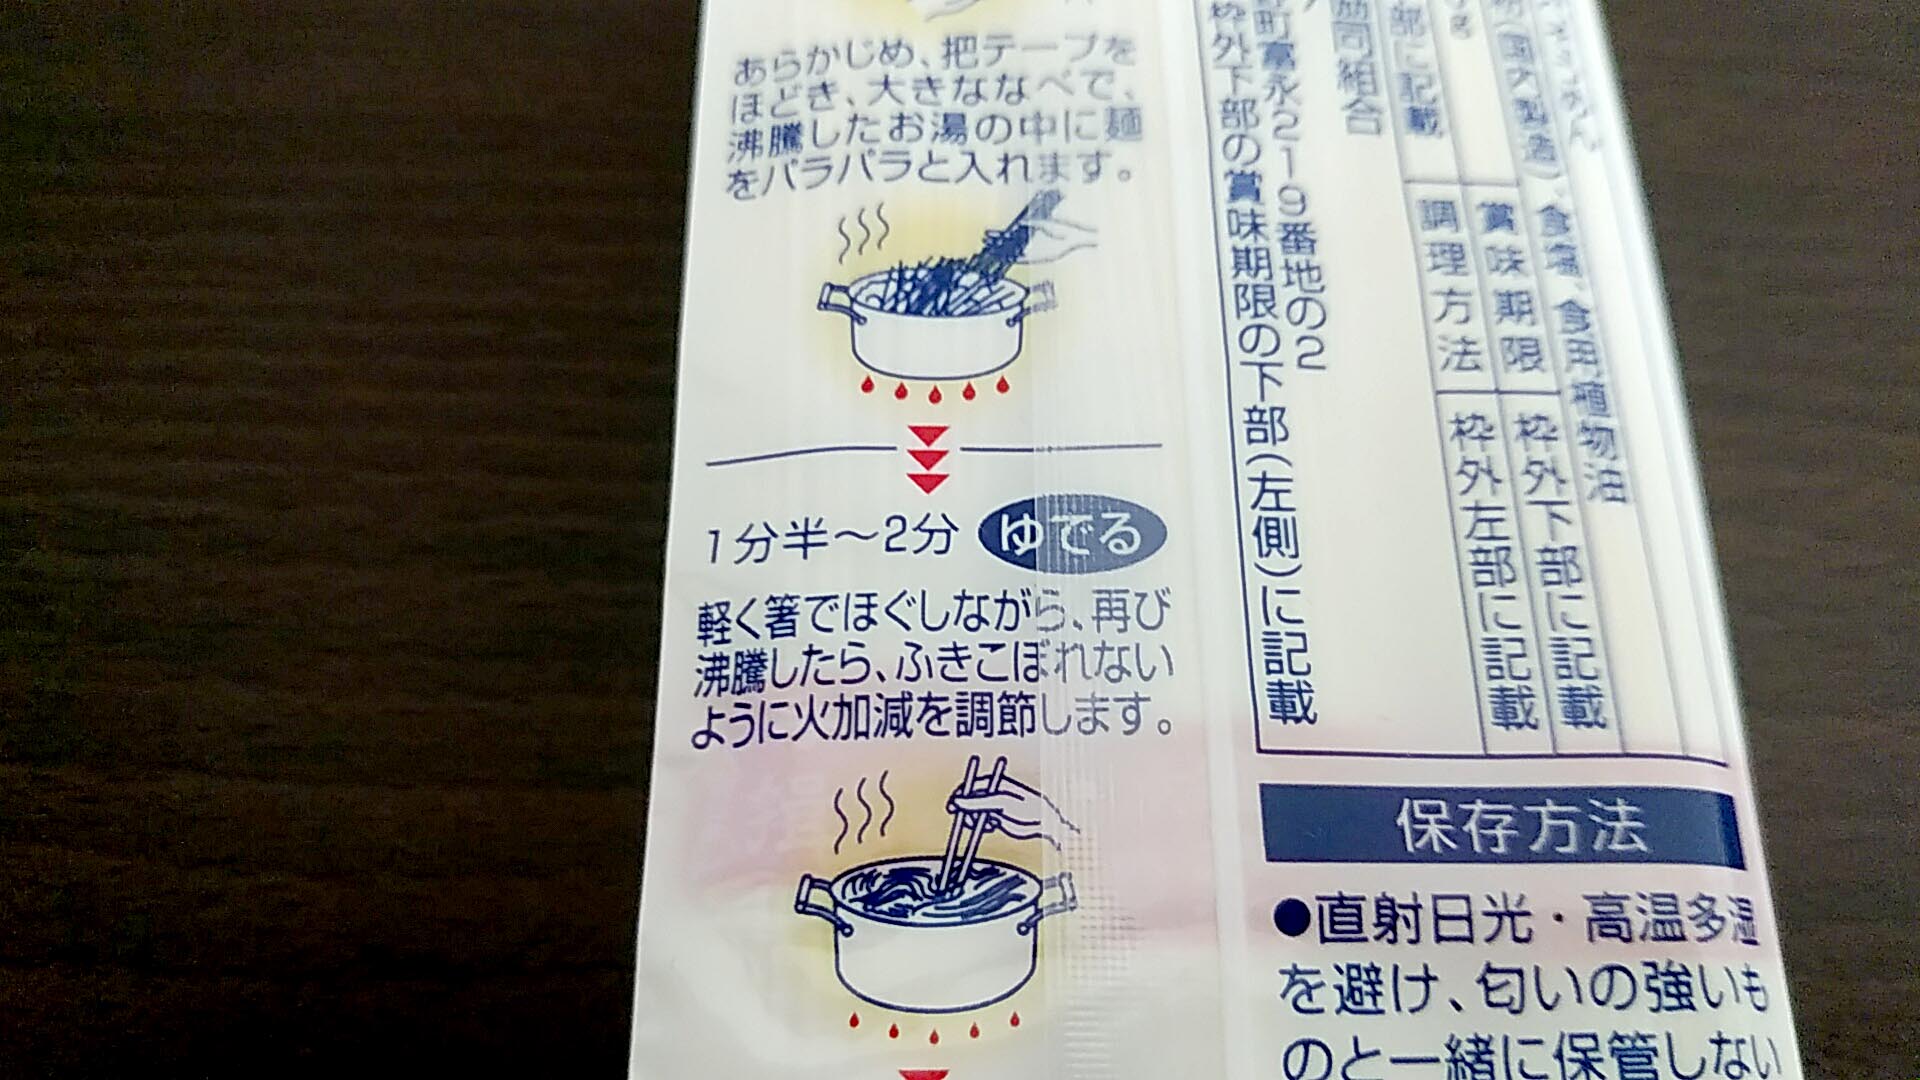 あらかじめ、把テープを
ほどき、大きななべで、
沸騰したお湯の中に麺
をパラパラと入れます。
1分半～2分 ゆでる
軽く箸でほぐしながら、再び
沸騰したら、ふきこぼれない
ように火加減を調節します。
食塩、食用植物油
賞味期限 枠外下部に記載
調理方法 枠外左部に記載
部に記載
協同組合
町富永219番地の2
枠外下部の賞味期限の下部(左側)に記載
保存方法
●直射日光・高温多湿
を避け、匂いの強いも
のと一緒に保管しない